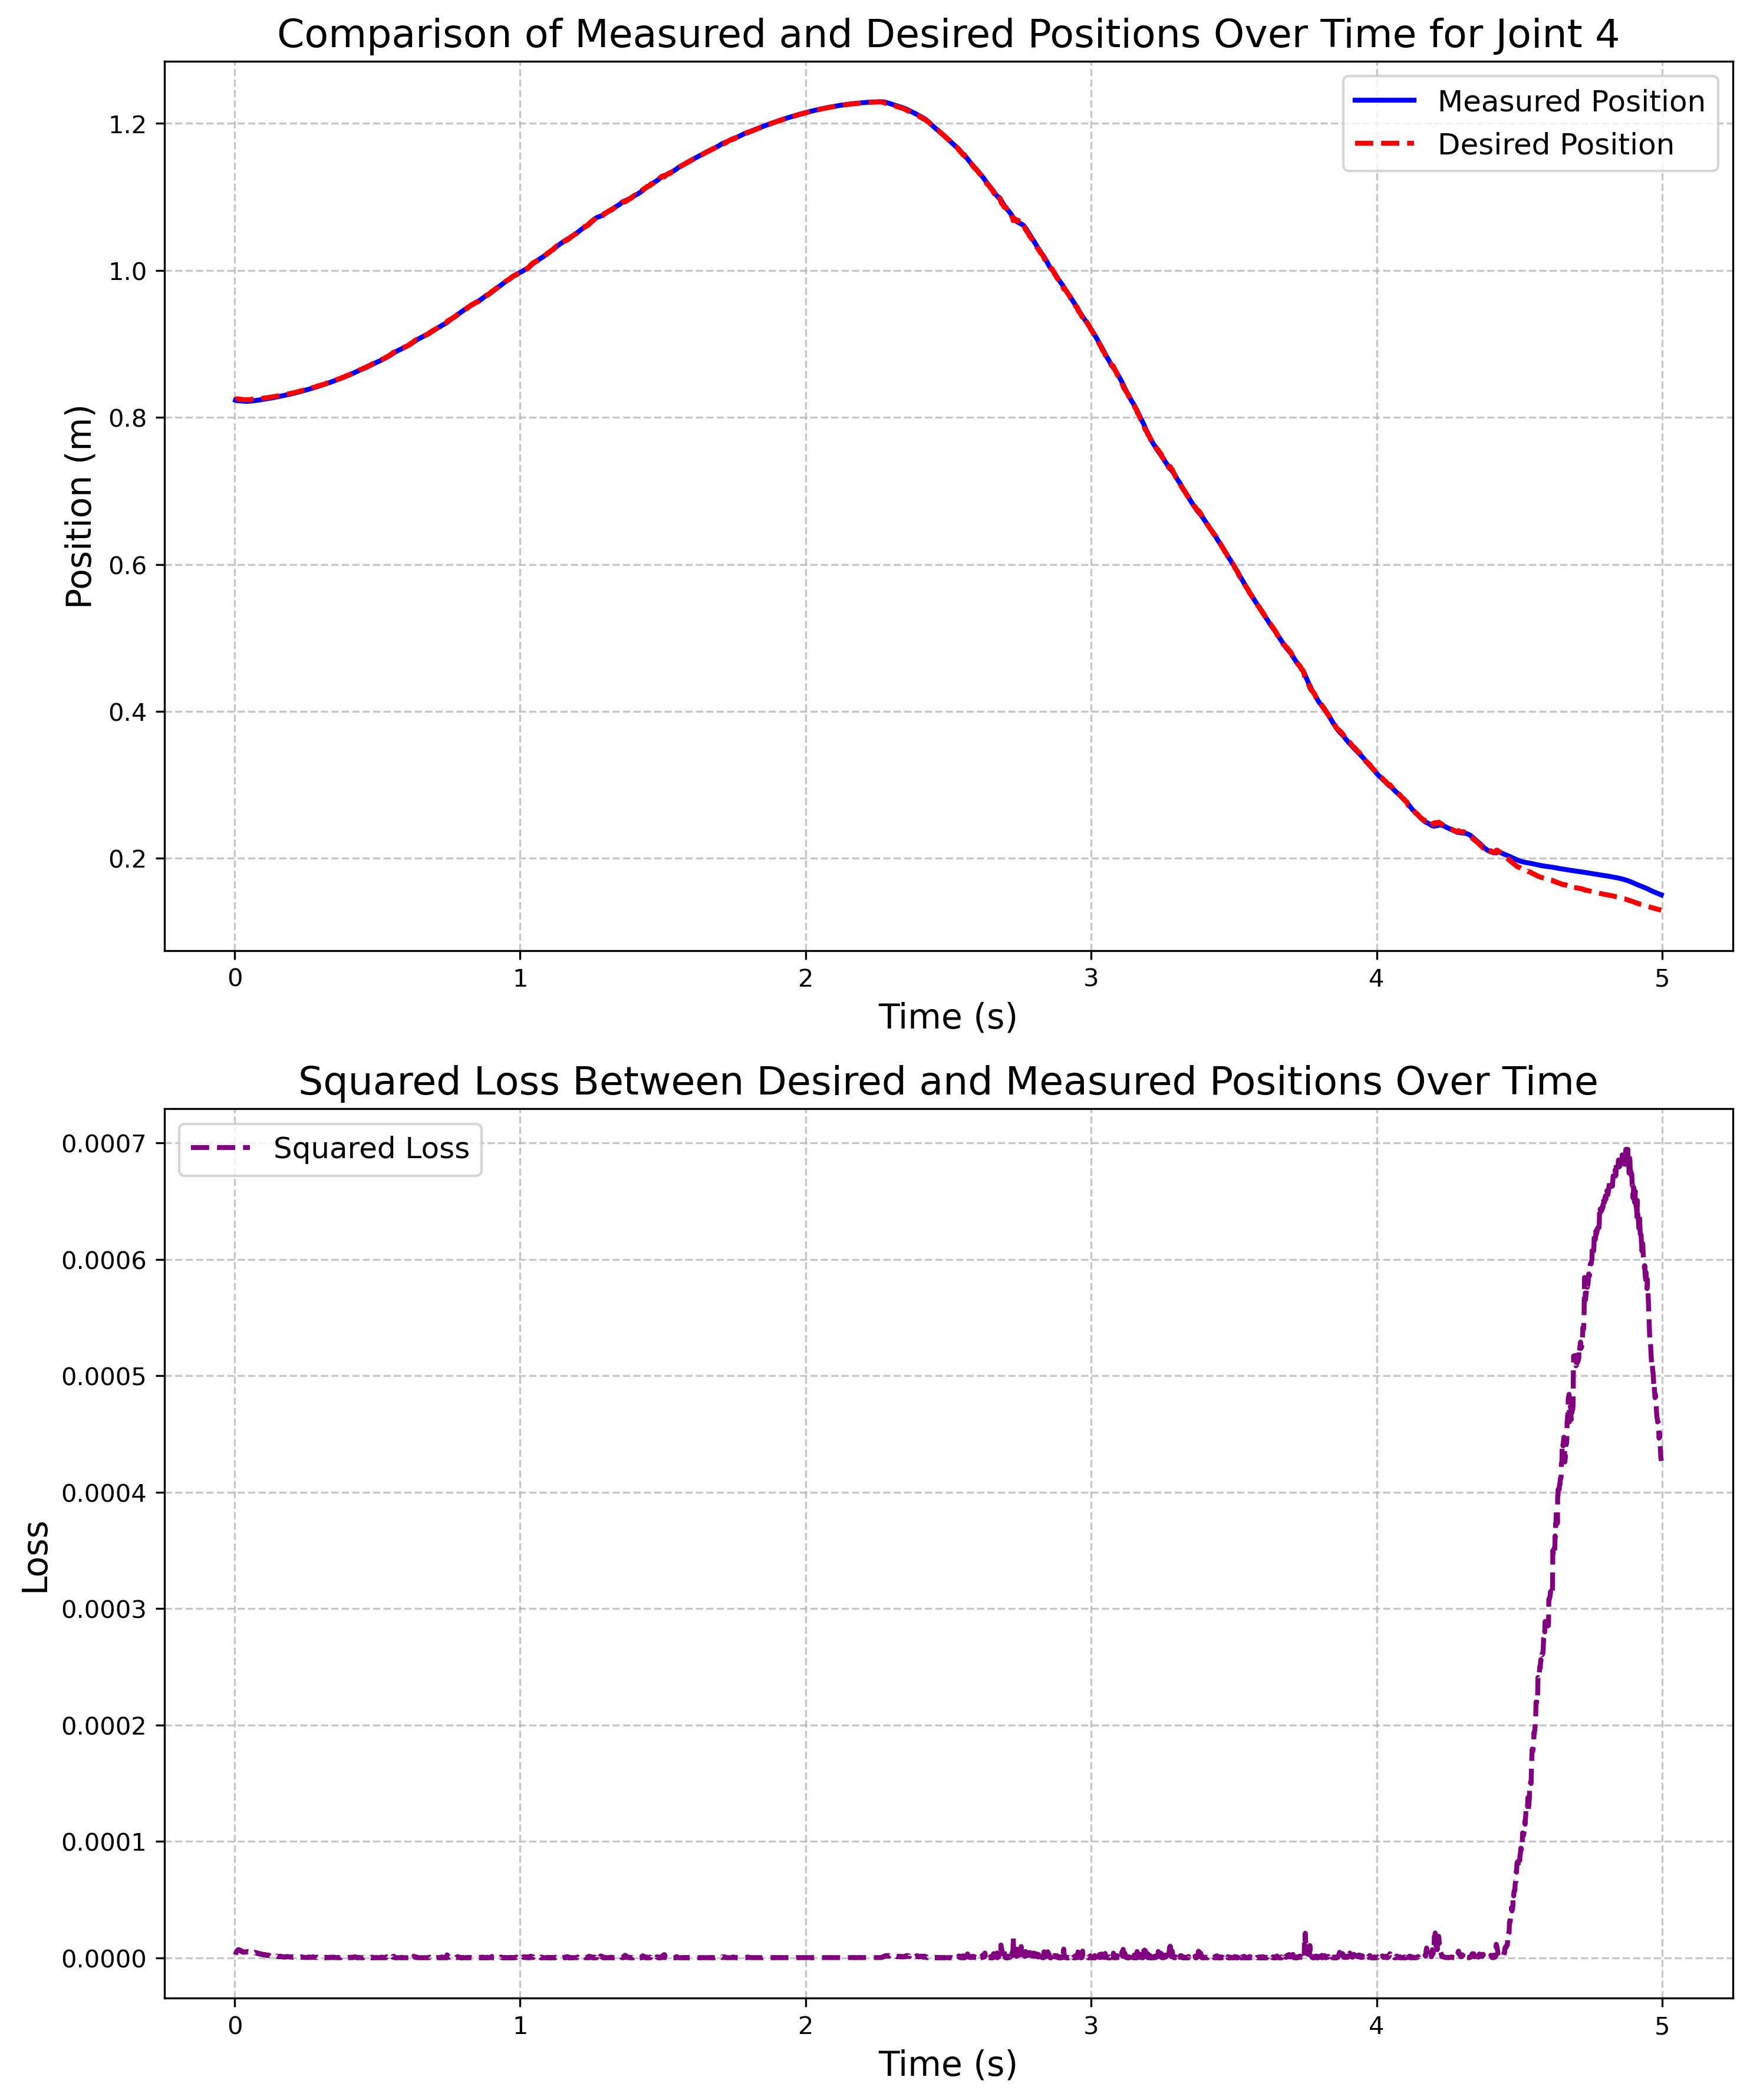 Comparison of Measured and Desired Positions Over Time for Joint 4
Measured Position
Desired Position
Position (m)
1.2
1.0
0.8
0.6
0.4
0.2
0 1 2 3 4 5
Time (s)
Squared Loss Between Desired and Measured Positions Over Time
Squared Loss
Loss
0.0007
0.0006
0.0005
0.0004
0.0003
0.0002
0.0001
0.0000
0 1 2 3 4 5
Time (s)